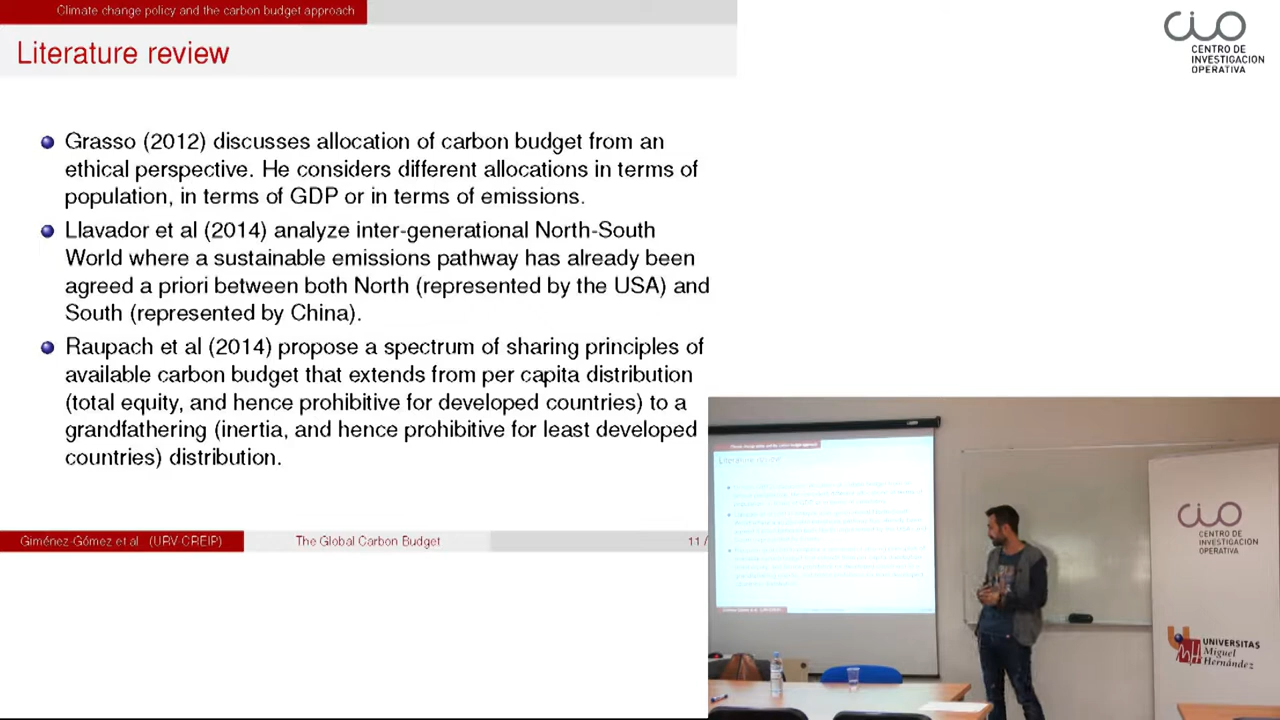 Climate change policy and the carbon budget approach
Literature review
Grasso (2012) discusses allocation of carbon budget from an
ethical perspective. He considers different allocations in terms of
population, in terms of GDP or in terms of emissions.
Llavador et al (2014) analyze inter-generational North-South
World where a sustainable emissions pathway has already been
agreed a priori between both North (represented by the USA) and
South (represented by China).
Raupach et al (2014) propose a spectrum of sharing principles of
available carbon budget that extends from per capita distribution
(total equity, and hence prohibitive for developed countries) to a
grandfathering (inertia, and hence prohibitive for least developed
countries) distribution.
Giménez-Gómez et al (URV-CREIP)
The Global Carbon Budget
11 /
CIO
CENTRO DE
INVESTIGACION
OPERATIVA
Literature review
CIO
CENTRO DE
INVESTIGACION
OPERATIVA
UNIVERSITAS
Miguel
Hernández